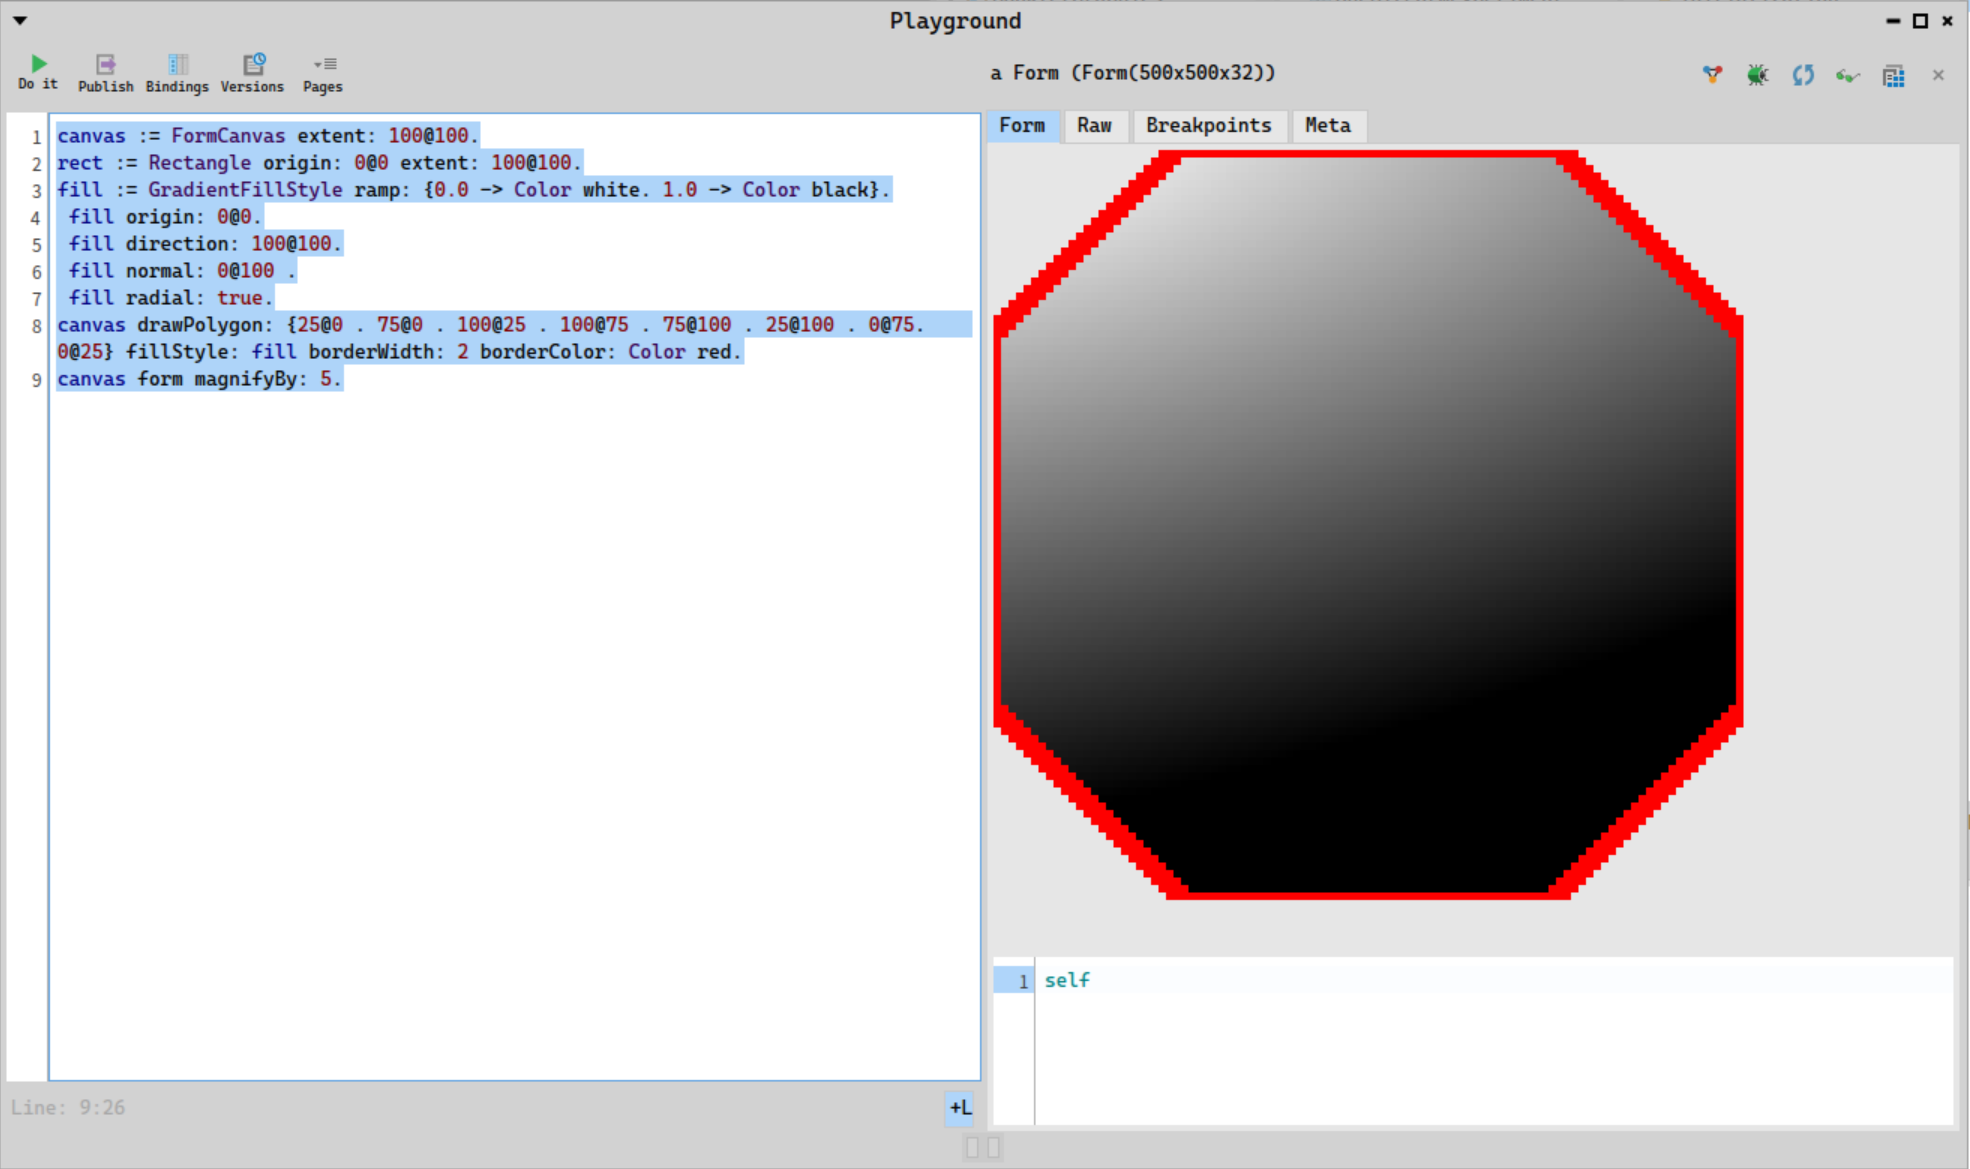 Playground
Do it Publish Bindings Versions Pages
a Form (Form(500x500x32))
Form Raw Breakpoints Meta
1 canvas := FormCanvas extent: 100@100.
2 rect := Rectangle origin: 0@0 extent: 100@100.
3 fill := GradientFillStyle ramp: {0.0 -> Color white. 1.0 -> Color black}.
4 fill origin: 0@0.
5 fill direction: 100@100.
6 fill normal: 0@100 .
7 fill radial: true.
8 canvas drawPolygon: {25@0 . 75@0 . 100@25 . 100@75 . 75@100 . 25@100 . 0@75.
0@25} fillStyle: fill borderWidth: 2 borderColor: Color red.
9 canvas form magnifyBy: 5.
1 self
Line: 9:26
+L